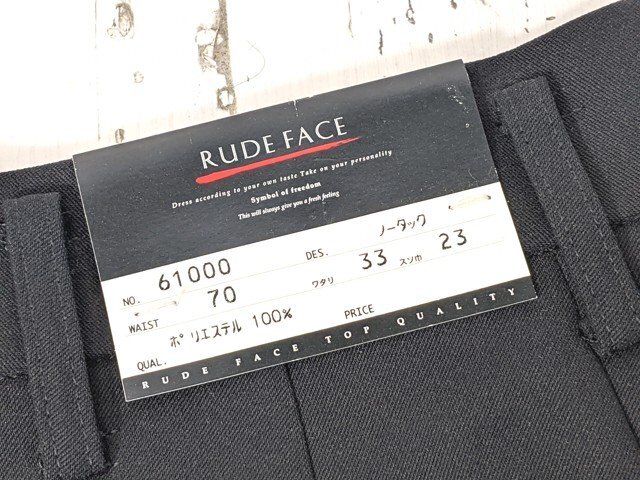 RUDE FACE
Dress according to your own taste Take on your personality
Symbol of freedom
This will always give you a fresh feeling
NO. 61000 DES. ノータック
WAIST 70 ワタリ 33 スソ巾 23
QUAL. ポリエステル 100% PRICE
RUDE FACE TOP QUALITY